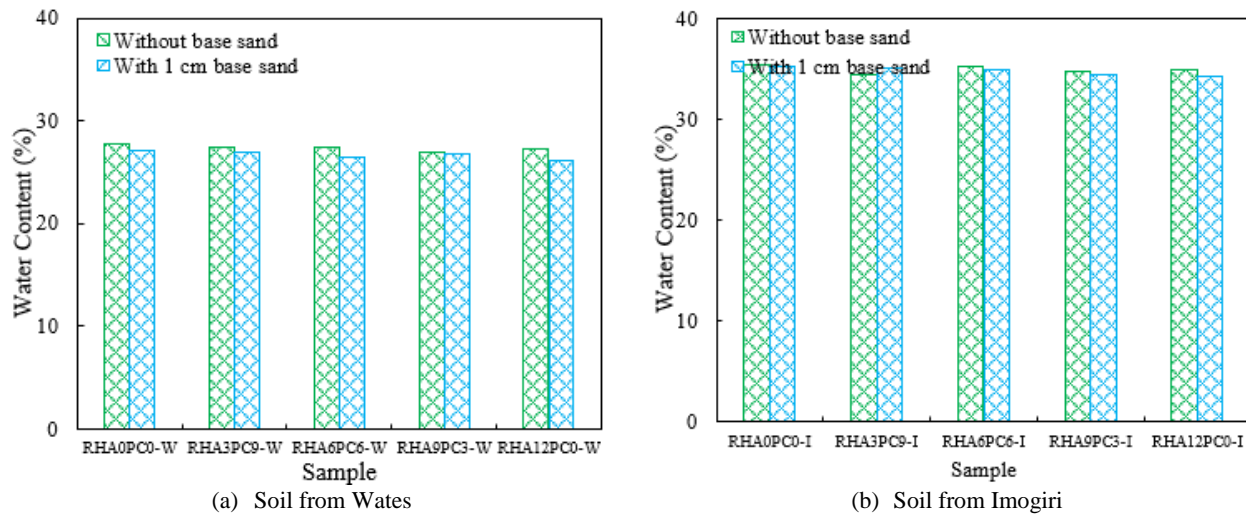 40
30
20
10
0
Water Content (%)
Without base sand
With 1 cm base sand
RHA0PC0-W RHA3PC9-W RHA6PC6-W RHA9PC3-W RHA12PC0-W
Sample
(a) Soil from Wates
40
30
20
10
0
Water Content (%)
Without base sand
With 1 cm base sand
RHA0PC0-I RHA3PC9-I RHA6PC6-I RHA9PC3-I RHA12PC0-I
Sample
(b) Soil from Imogiri